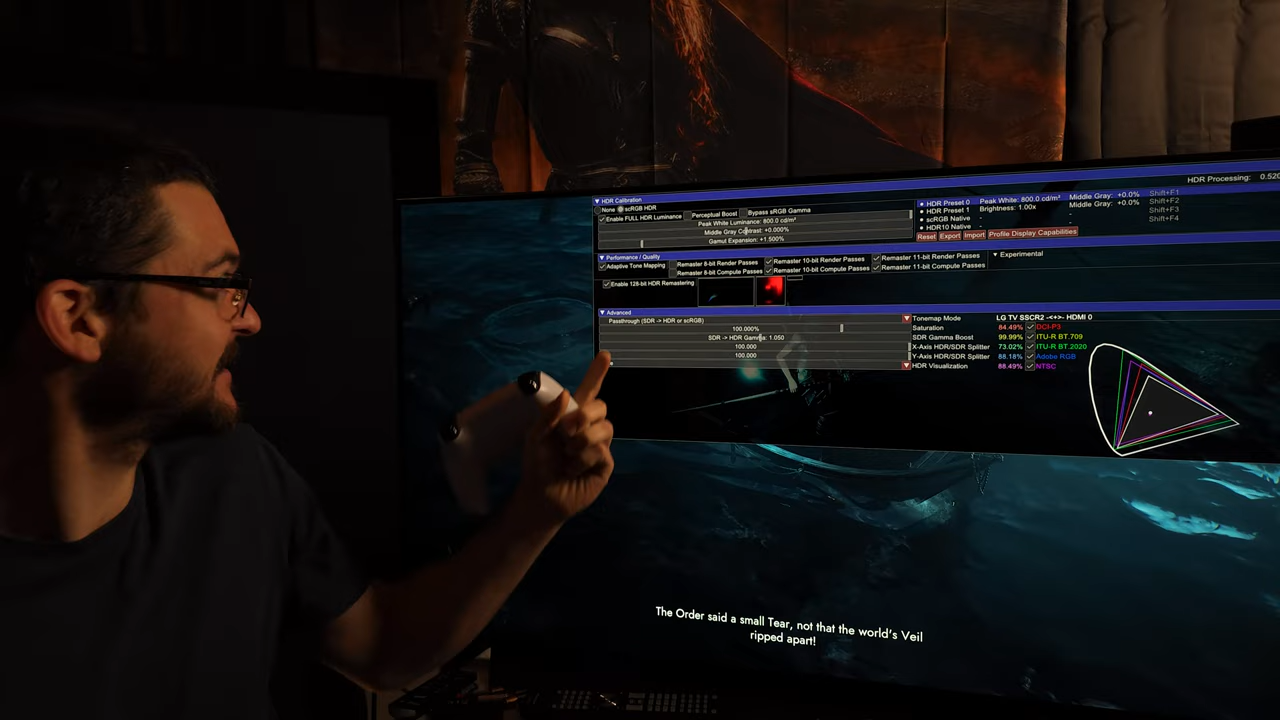 HDR Processing: 0.520
HDR Calibration
None scRGB HDR
Enable FULL HDR Luminance Perceptual Boost Bypass sRGB Gamma
Peak White Luminance: 800.0 cd/m²
Middle Gray Contrast: +0.000%
Gamut Expansion: +1.500%
HDR Preset 0 Peak White: 800.0 cd/m² Middle Gray: +0.0% Shift+F1
HDR Preset 1 Brightness: 1.00x Middle Gray: +0.0% Shift+F2
scRGB Native - - Shift+F3
HDR10 Native - - Shift+F4
Reset Export Import Profile Display Capabilities
Performance / Quality
Adaptive Tone Mapping Remaster 8-bit Render Passes Remaster 10-bit Render Passes Remaster 11-bit Render Passes Experimental
Remaster 8-bit Compute Passes Remaster 10-bit Compute Passes Remaster 11-bit Compute Passes
Enable 128-bit HDR Remastering
Advanced
Passthrough (SDR -> HDR or scRGB) Tonemap Mode
100.000% Saturation
SDR -> HDR Gamma: 1.050 SDR Gamma Boost
100.000 X-Axis HDR/SDR Splitter
100.000 Y-Axis HDR/SDR Splitter
HDR Visualization
LG TV SSCR2 -<+>- HDMI 0
84.49% DCI-P3
99.99% ITU-R BT.709
73.02% ITU-R BT.2020
88.18% Adobe RGB
88.49% NTSC
The Order said a small Tear, not that the world's Veil
ripped apart!